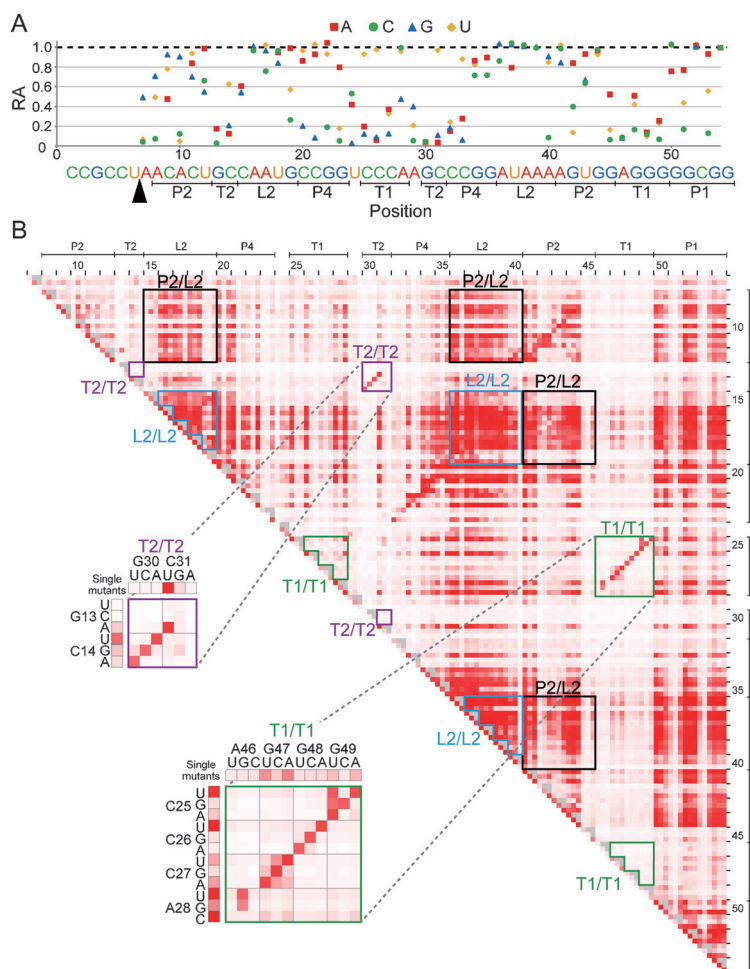 A
A C G U
1.0
0.8
0.6
0.4
0.2
0
RA
0 10 20 30 40 50
CCGCCUAACACUGCCAAUGCCGGUCCCAAGCCCGGAUAAAAGUGGAGGGGGCGG
P2 T2 L2 P4 T1 T2 P4 L2 P2 T1 P1
Position
B
P2 T2 L2 P4 T1 T2 P4 L2 P2 T1 P1
10 15 20 25 30 35 40 45 50
P2/L2 P2/L2
10
T2/T2
T2/T2
L2/L2 P2/L2
15
L2/L2
20
T1/T1
25
T2/T2
G30 C31
UCAUGA
Single
mutants
G13
U
C
A
C14
U
G
A
T1/T1
30
T2/T2
35
P2/L2
L2/L2
40
T1/T1
A46 G47 G48 G49
UGCUCAUCAUCA
Single
mutants
C25
U
G
A
C26
U
G
A
C27
U
G
A
A28
U
G
C
45
T1/T1
50